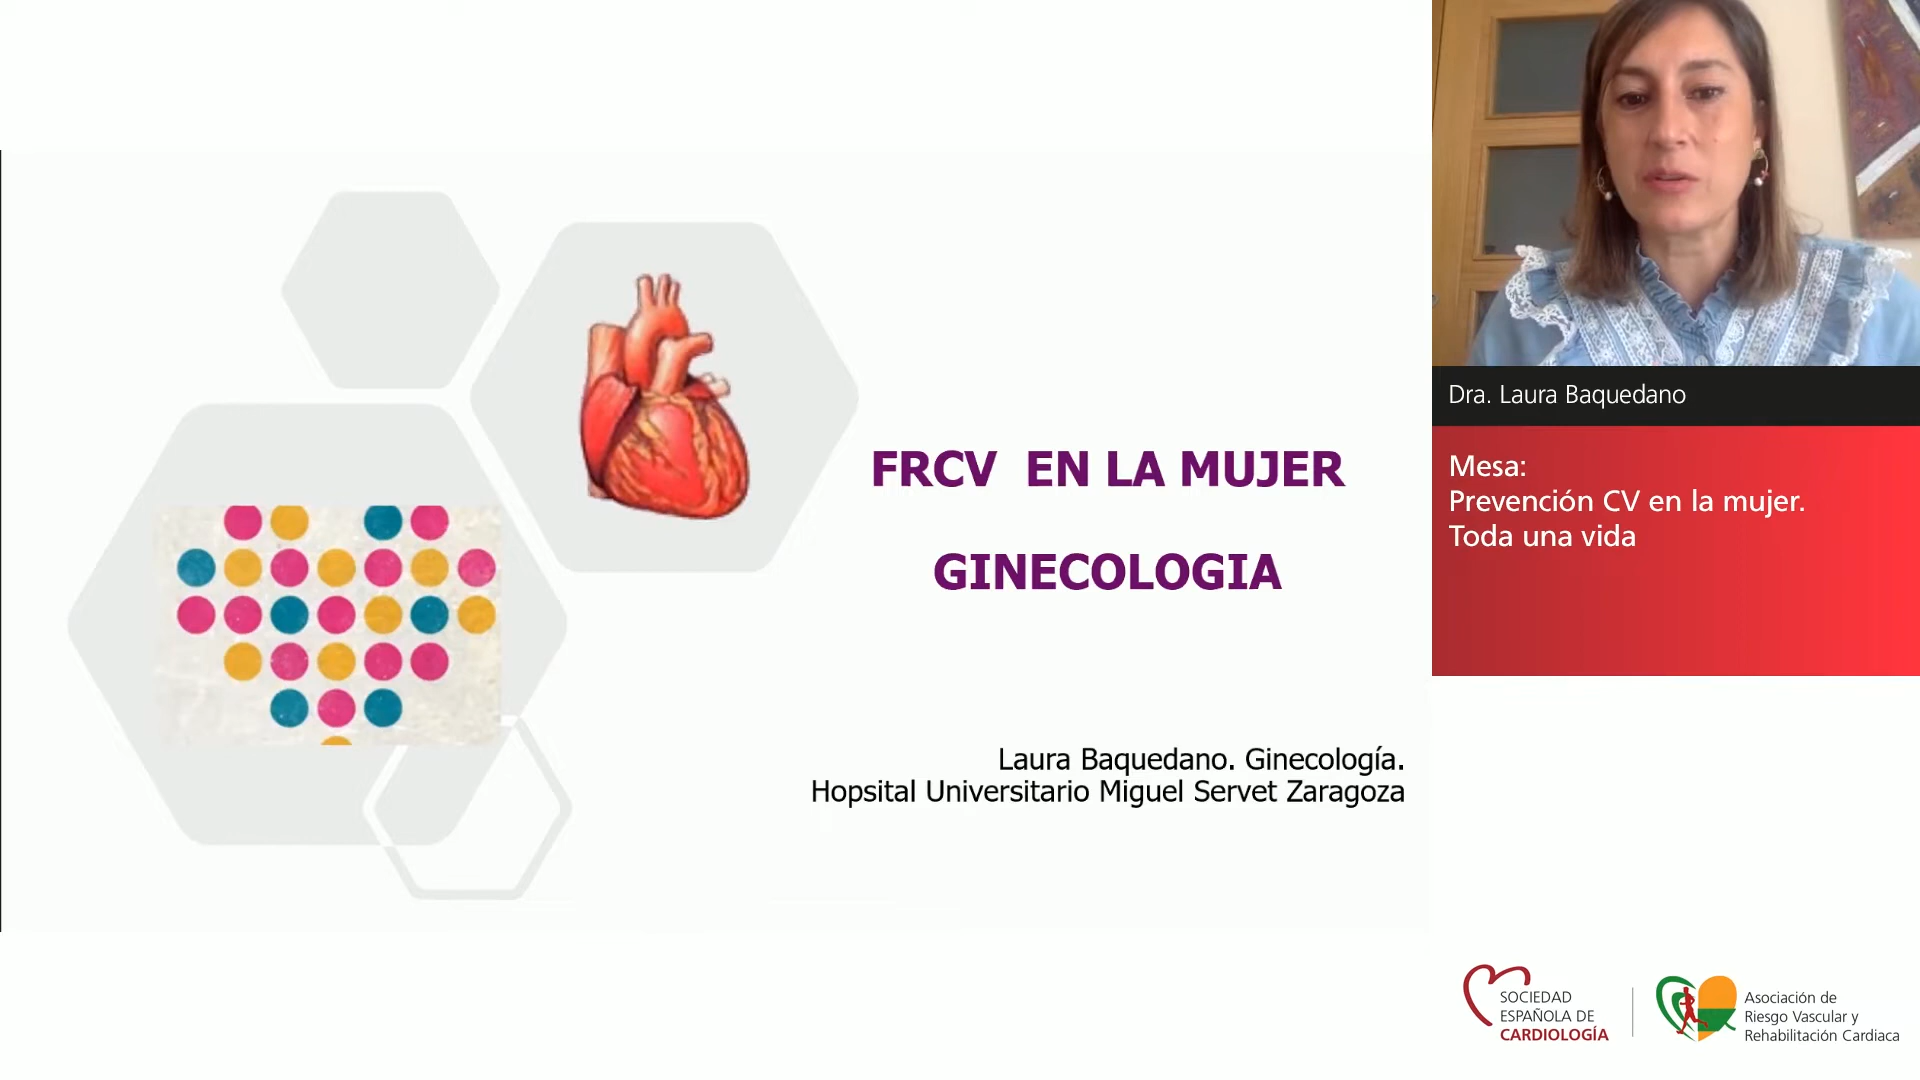 FRCV EN LA MUJER
GINECOLOGIA
Laura Baquedano. Ginecología.
Hopsital Universitario Miguel Servet Zaragoza
Dra. Laura Baquedano
Mesa:
Prevención CV en la mujer.
Toda una vida
SOCIEDAD
ESPAÑOLA DE
CARDIOLOGÍA
Asociación de
Riesgo Vascular y
Rehabilitación Cardiaca